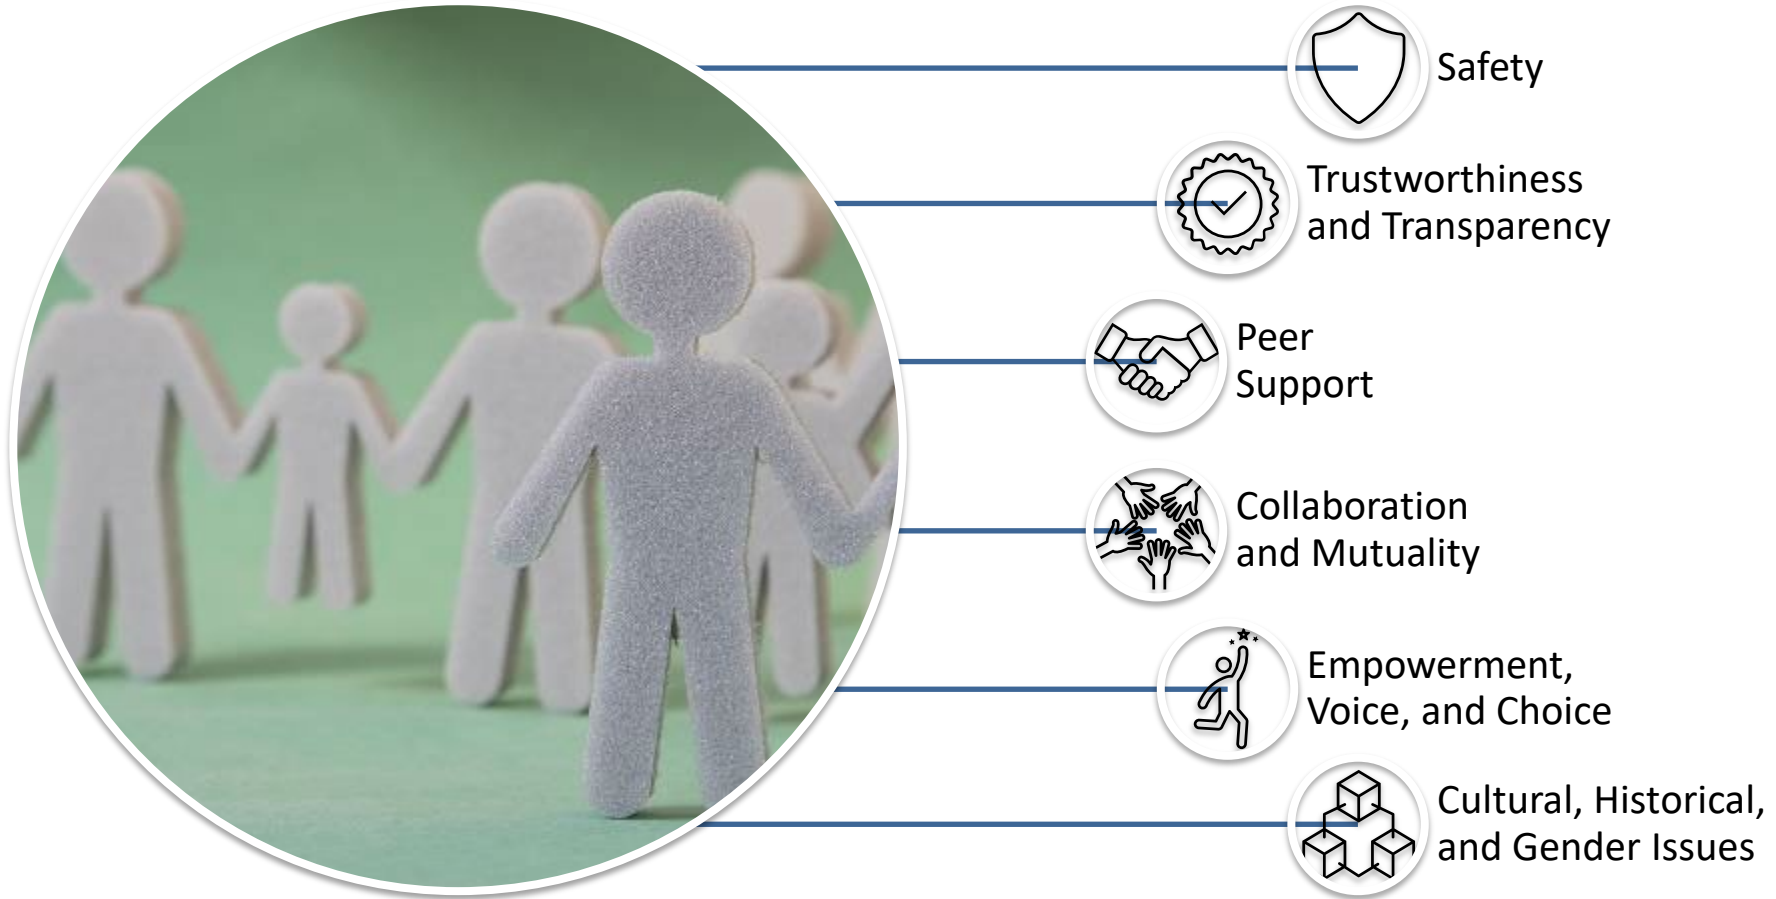 Safety
Trustworthiness
and Transparency
Peer
Support
Collaboration
and Mutuality
Empowerment,
Voice, and Choice
Cultural, Historical,
and Gender Issues